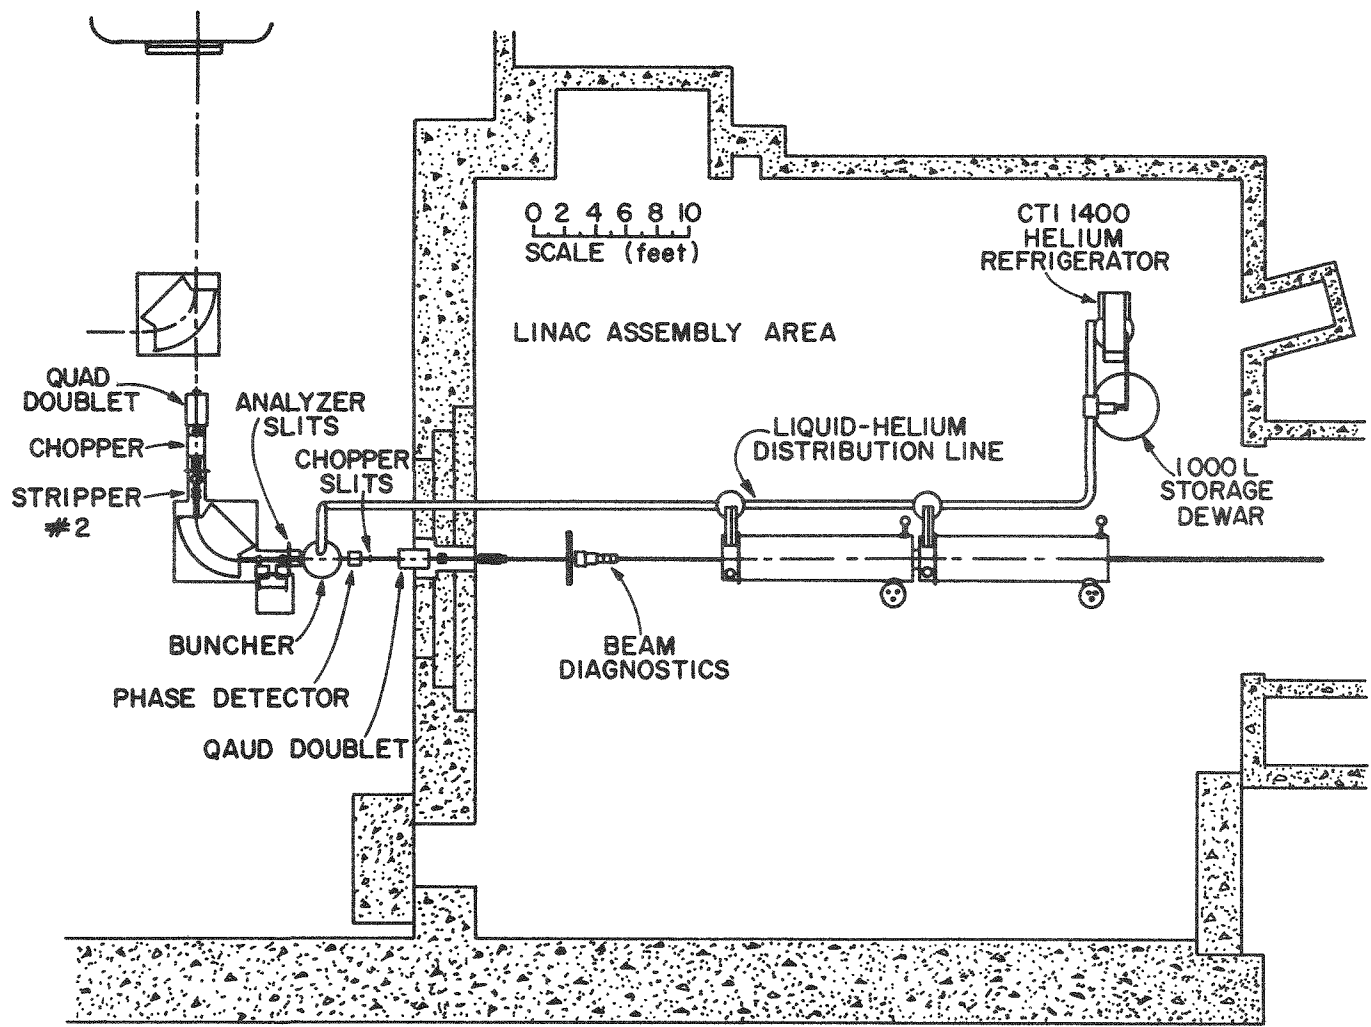 0 2 4 6 8 10
SCALE (feet)
CTI 1400
HELIUM
REFRIGERATOR
LINAC ASSEMBLY AREA
QUAD
DOUBLET
ANALYZER
SLITS
CHOPPER
CHOPPER
SLITS
STRIPPER
#2
LIQUID-HELIUM
DISTRIBUTION LINE
1000 L
STORAGE
DEWAR
BUNCHER
BEAM
DIAGNOSTICS
PHASE DETECTOR
QAUD DOUBLET